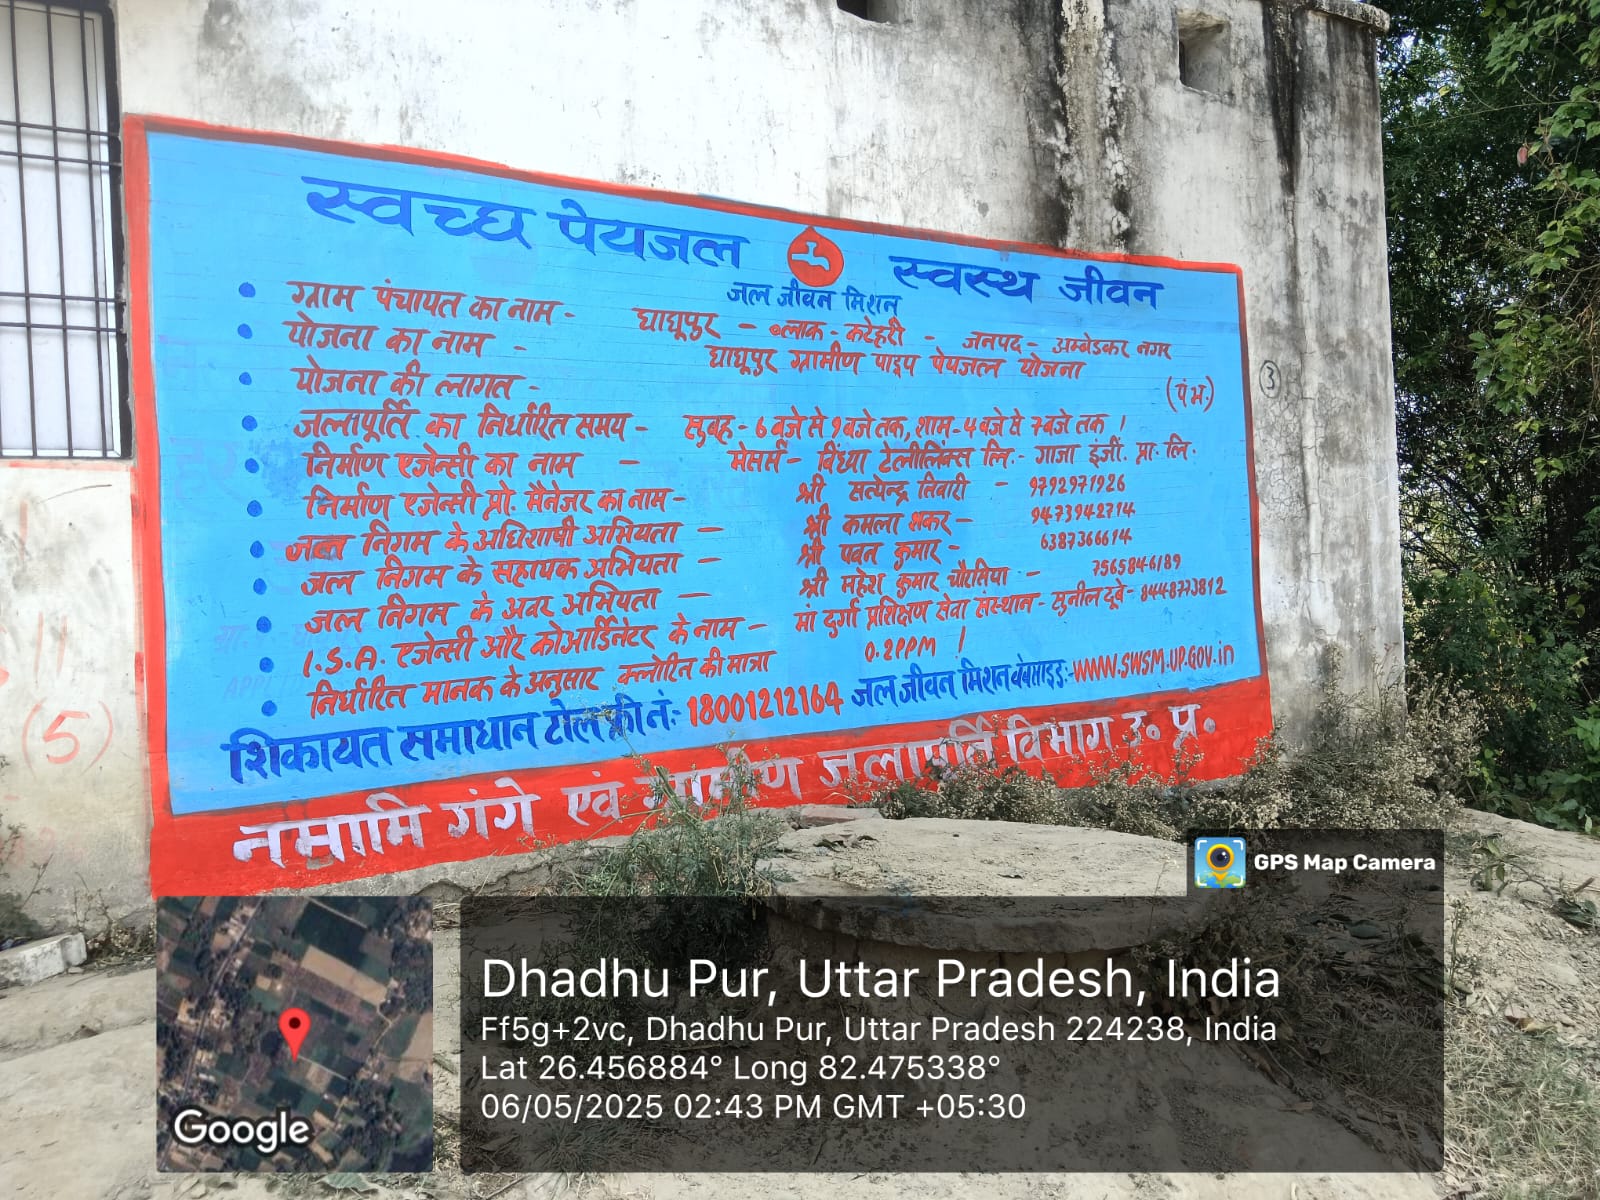 स्वच्छ पेयजल स्वस्थ जीवन
जल जीवन मिशन
ग्राम पंचायत का नाम - घाघूपुर - ब्लाक - कटेहरी - जनपद - अम्बेडकर नगर
योजना का नाम - घाघूपुर ग्रामीण पाइप पेयजल योजना
योजना की लागत - (पं भ.)
जलापूर्ति का निर्धारित समय - सुबह - 6 बजे से 9 बजे तक, शाम - 4 बजे से 7 बजे तक।
निर्माण एजेन्सी का नाम - मेसर्स - विंध्या टेलीलिंक्स लि.- गाजा इंजी. प्रा. लि.
निर्माण एजेन्सी प्रो. मैनेजर का नाम - श्री सत्येन्द्र तिवारी - 9792971926
जल निगम के अधिशाषी अभियंता - श्री कमला शंकर - 9473942714
जल निगम के सहायक अभियंता - श्री पवन कुमार - 6387366614
जल निगम के अवर अभियंता - श्री महेश कुमार चौरसिया - 7565846189
I.S.A. एजेन्सी और कोआर्डिनेटर के नाम - मां दुर्गा प्रशिक्षण सेवा संस्थान - सुनील दूबे - 8448773812
निर्धारित मानक के अनुसार क्लोरिन की मात्रा 0.2PPM।
शिकायत समाधान टोल फ्री नं:- 18001212164 जल जीवन मिशन वेबसाइड:-WWW.SWSM.UP.GOV.in
नमामि गंगे एवं ग्रामीण जलापूर्ति विभाग उ. प्र.
3
(5)
GPS Map Camera
Google
Dhadhu Pur, Uttar Pradesh, India
Ff5g+2vc, Dhadhu Pur, Uttar Pradesh 224238, India
Lat 26.456884° Long 82.475338°
06/05/2025 02:43 PM GMT +05:30